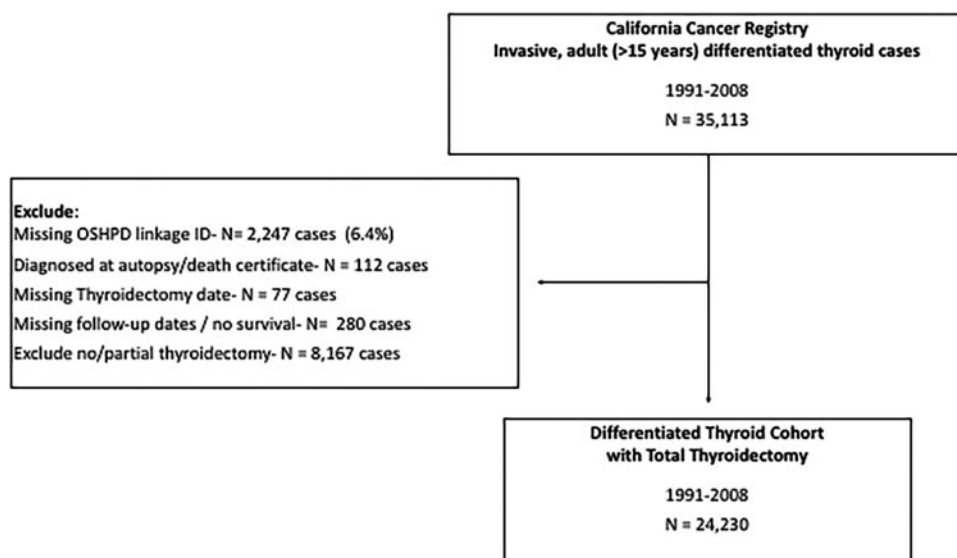 California Cancer Registry
Invasive, adult (>15 years) differentiated thyroid cases
1991-2008
N = 35,113
Exclude:
Missing OSHPD linkage ID- N= 2,247 cases (6.4%)
Diagnosed at autopsy/death certificate- N = 112 cases
Missing Thyroidectomy date- N = 77 cases
Missing follow-up dates / no survival- N= 280 cases
Exclude no/partial thyroidectomy- N = 8,167 cases
Differentiated Thyroid Cohort
with Total Thyroidectomy
1991-2008
N = 24,230